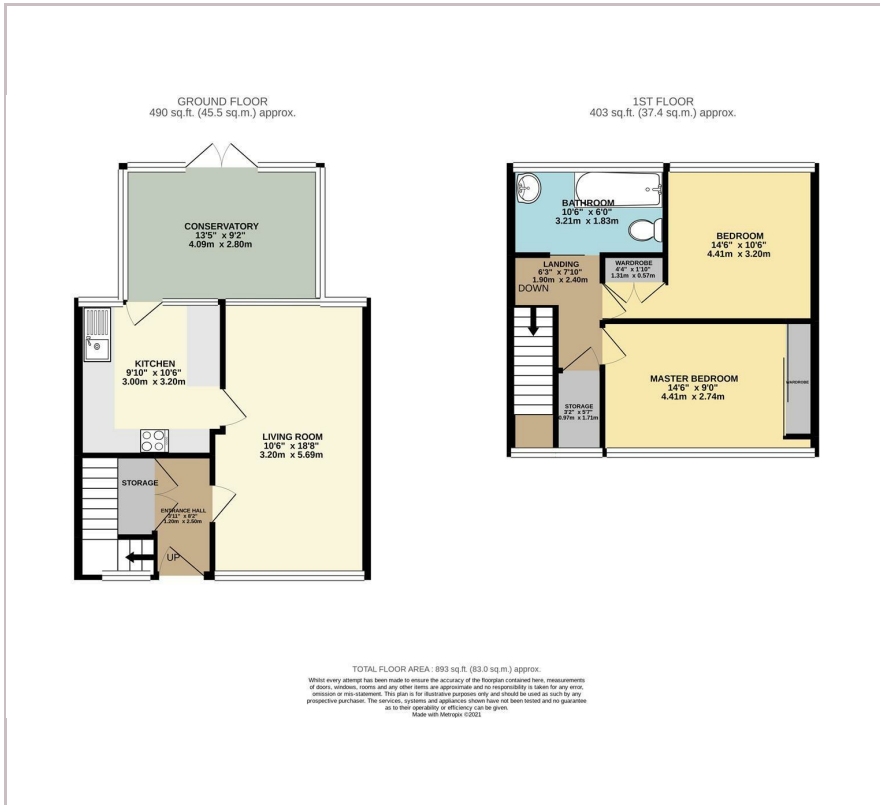 GROUND FLOOR
490 sq.ft. (45.5 sq.m.) approx.
CONSERVATORY
13'5" x 9'2"
4.09m x 2.80m
KITCHEN
9'10" x 10'6"
3.00m x 3.20m
LIVING ROOM
10'6" x 18'8"
3.20m x 5.69m
STORAGE
ENTRANCE HALL
3'11" x 8'2"
1.20m x 2.50m
UP
1ST FLOOR
403 sq.ft. (37.4 sq.m.) approx.
BATHROOM
10'6" x 6'0"
3.21m x 1.83m
BEDROOM
14'6" x 10'6"
4.41m x 3.20m
LANDING
6'3" x 7'10"
1.90m x 2.40m
DOWN
WARDROBE
4'4" x 1'10"
1.31m x 0.57m
MASTER BEDROOM
14'6" x 9'0"
4.41m x 2.74m
WARDROBE
STORAGE
3'2" x 5'7"
0.97m x 1.71m
TOTAL FLOOR AREA : 893 sq.ft. (83.0 sq.m.) approx.
Whilst every attempt has been made to ensure the accuracy of the floorplan contained here, measurements
of doors, windows, rooms and any other items are approximate and no responsibility is taken for any error,
omission or mis-statement. This plan is for illustrative purposes only and should be used as such by any
prospective purchaser. The services, systems and appliances shown have not been tested and no guarantee
as to their operability or efficiency can be given.
Made with Metropix ©2021